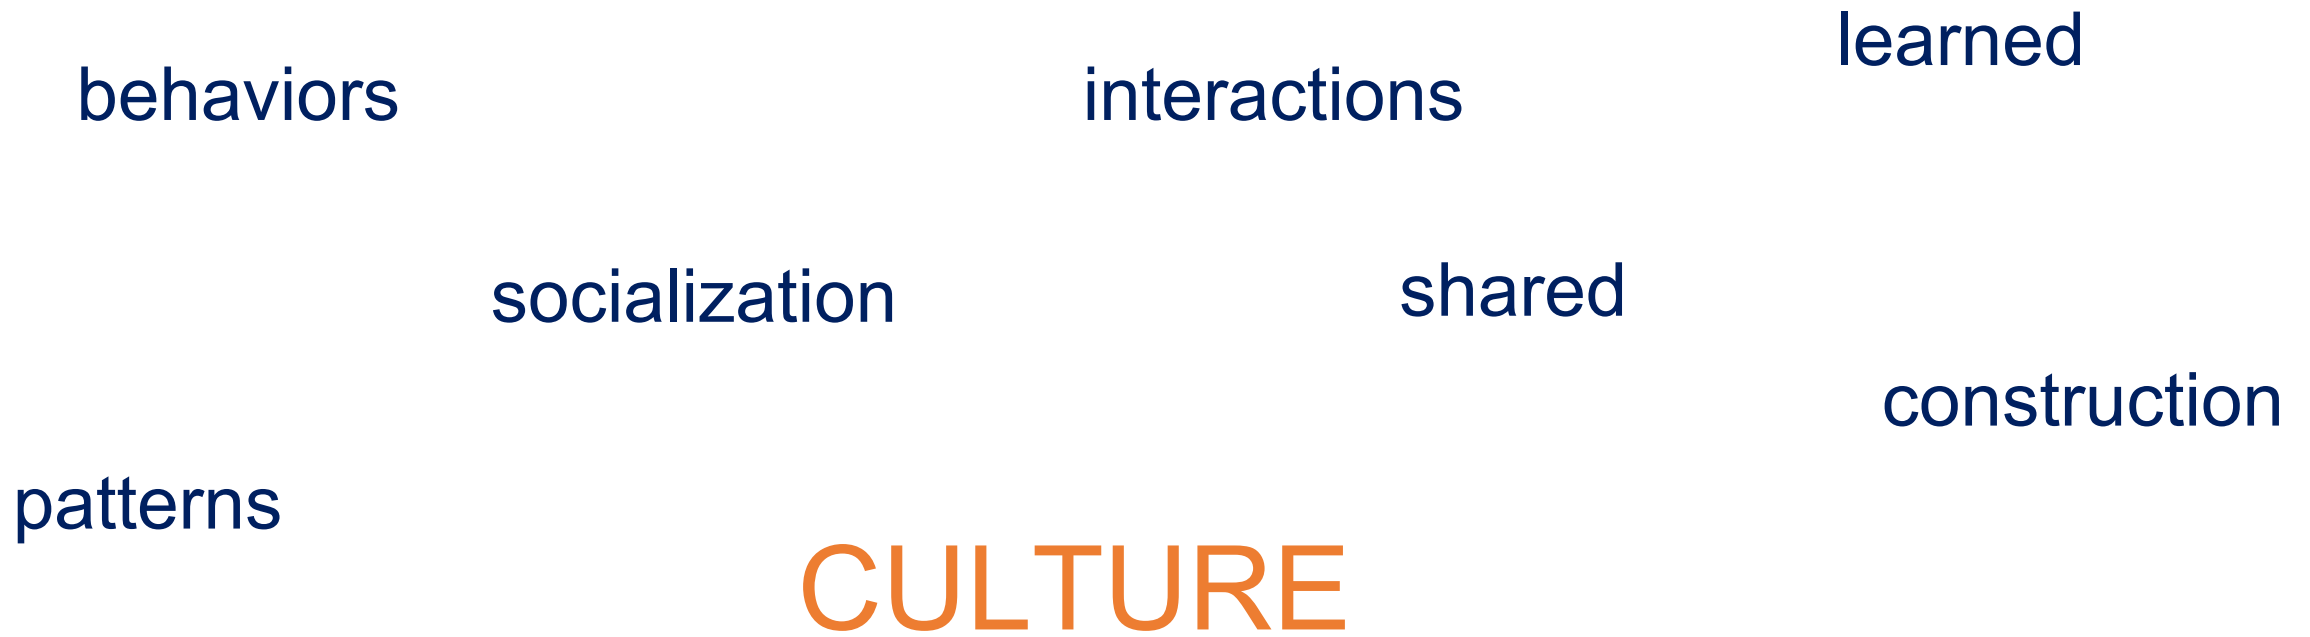 learned
behaviors
interactions
socialization
shared
construction
patterns
CULTURE